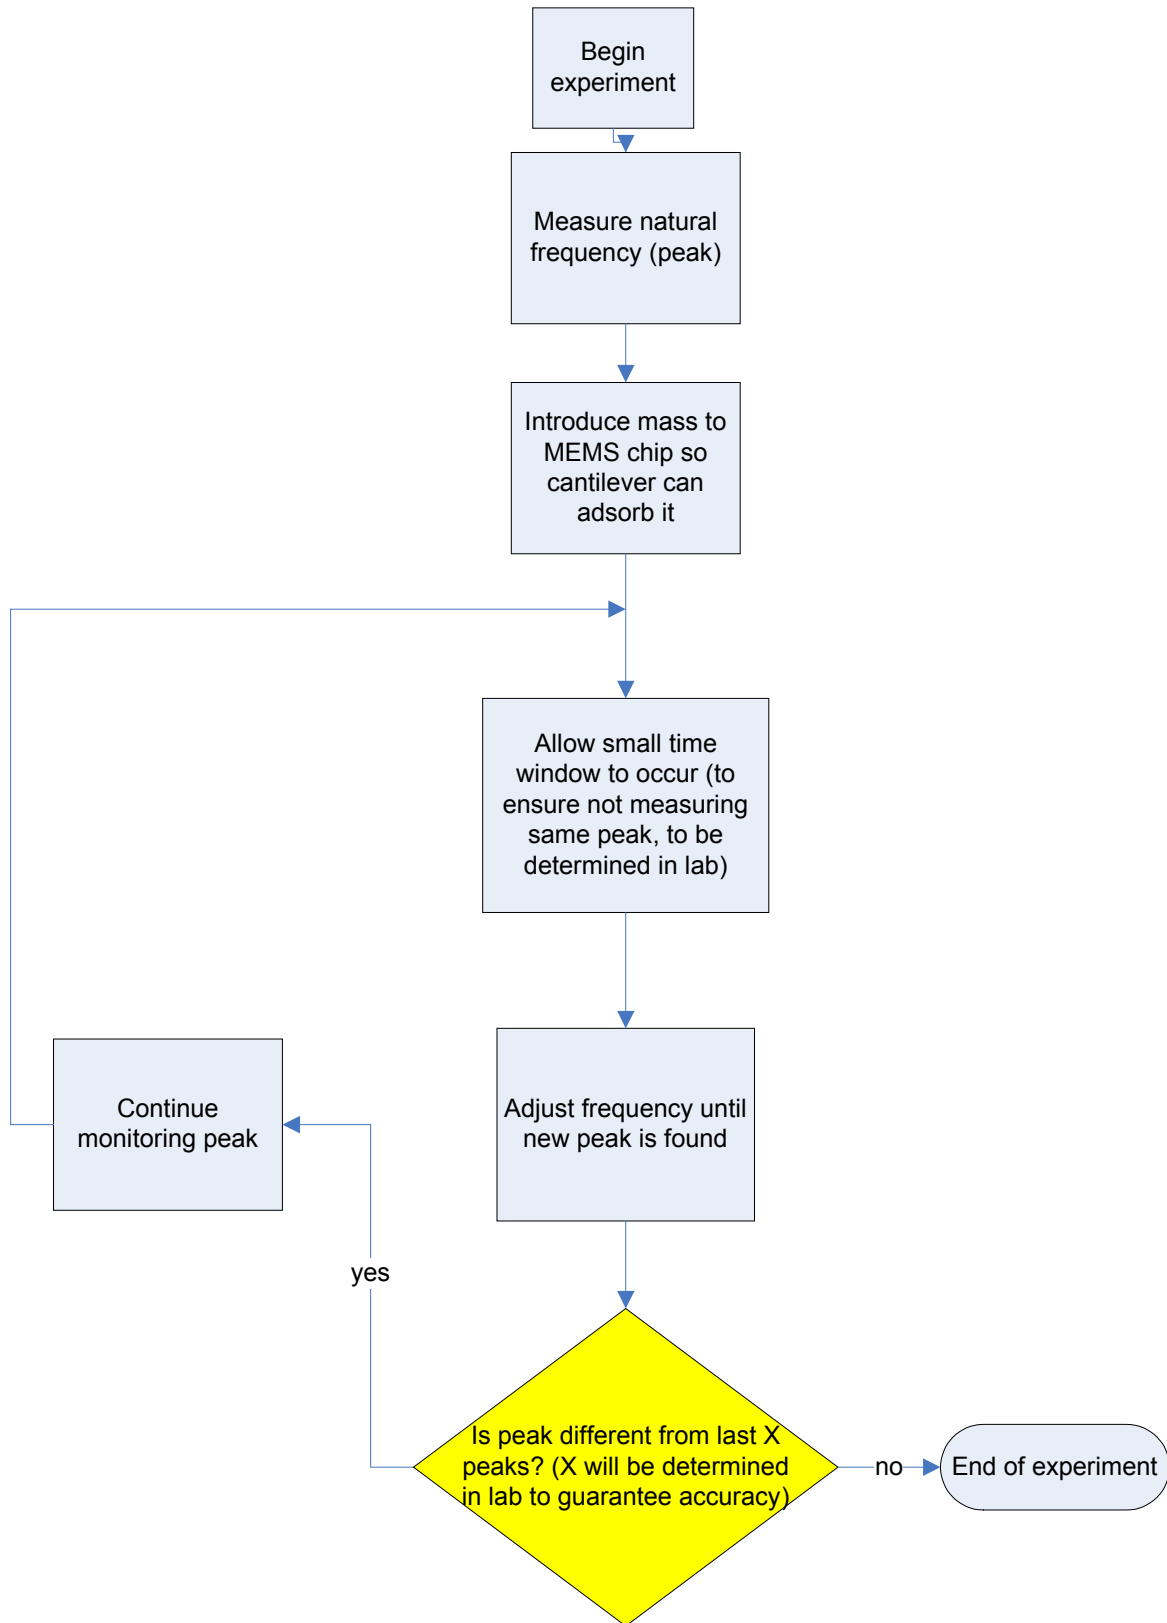 Begin
experiment
Measure natural
frequency (peak)
Introduce mass to
MEMS chip so
cantilever can
adsorb it
Allow small time
window to occur (to
ensure not measuring
same peak, to be
determined in lab)
Adjust frequency until
new peak is found
Continue
monitoring peak
yes
Is peak different from last X
peaks? (X will be determined
in lab to guarantee accuracy)
no
End of experiment